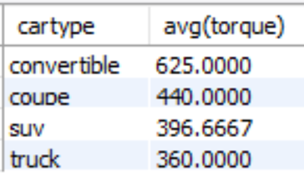 cartype avg(torque)
convertible 625.0000
coupe 440.0000
suv 396.6667
truck 360.0000